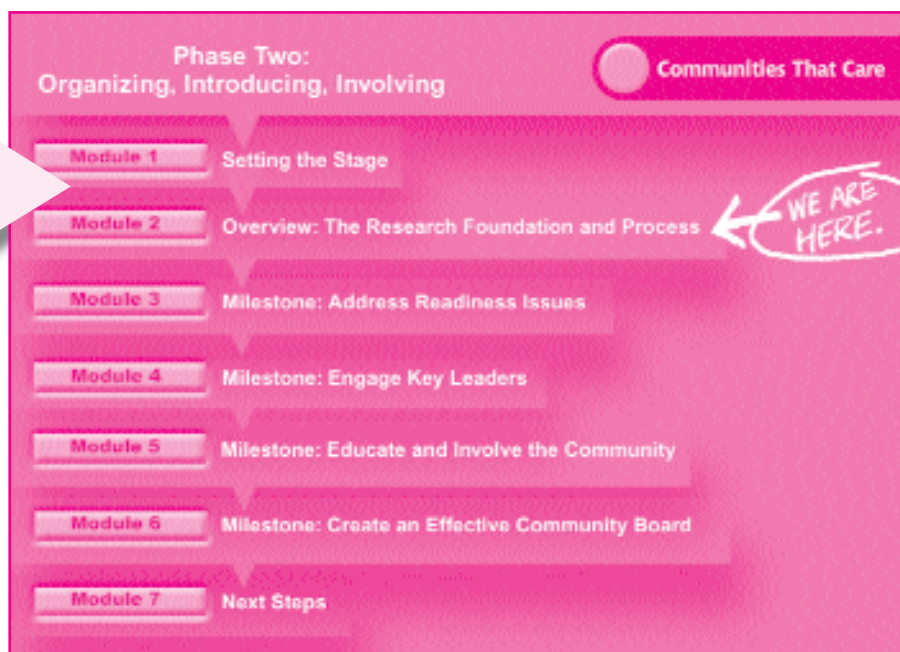 Phase Two:
Organizing, Introducing, Involving
Communities That Care
Module 1
Setting the Stage
Module 2
Overview: The Research Foundation and Process
WE ARE
HERE.
Module 3
Milestone: Address Readiness Issues
Module 4
Milestone: Engage Key Leaders
Module 5
Milestone: Educate and Involve the Community
Module 6
Milestone: Create an Effective Community Board
Module 7
Next Steps